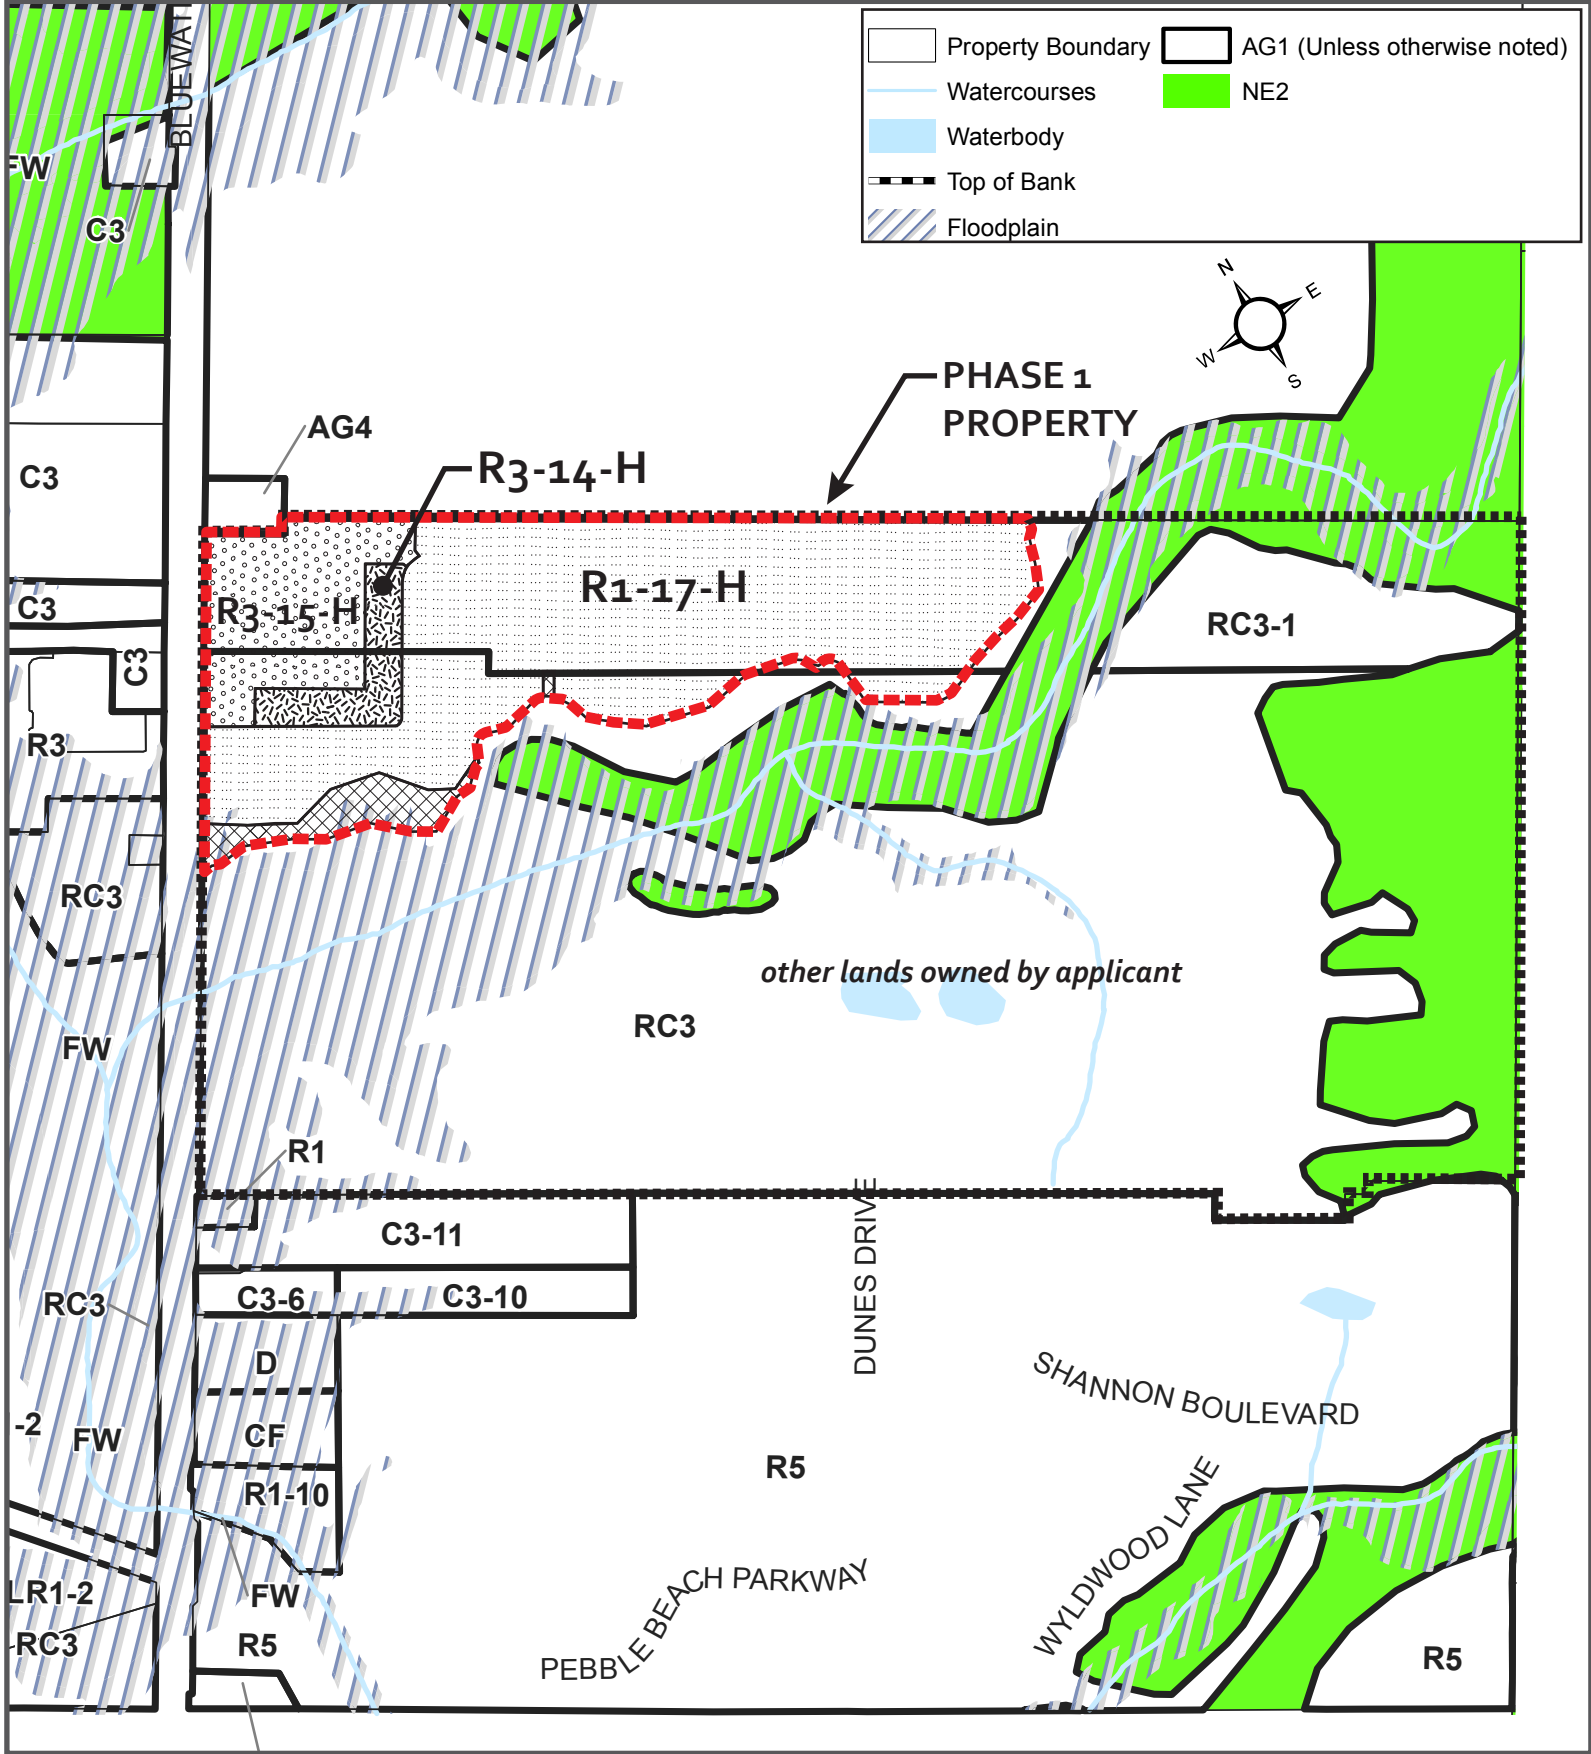 BLUEWAT
Property Boundary
AG1 (Unless otherwise noted)
Watercourses
NE2
Waterbody
Top of Bank
Floodplain
FW
C3
N
E
W
S
PHASE 1
PROPERTY
AG4
R3-14-H
C3
R1-17-H
R3-15-H
C3
RC3-1
C3
R3
RC3
other lands owned by applicant
RC3
FW
R1
C3-11
DUNES DRIVE
C3-6
C3-10
RC3
D
SHANNON BOULEVARD
-2
FW
CF
R5
R1-10
WYLDWOOD LANE
PEBBLE BEACH PARKWAY
LR1-2
FW
RC3
R5
R5